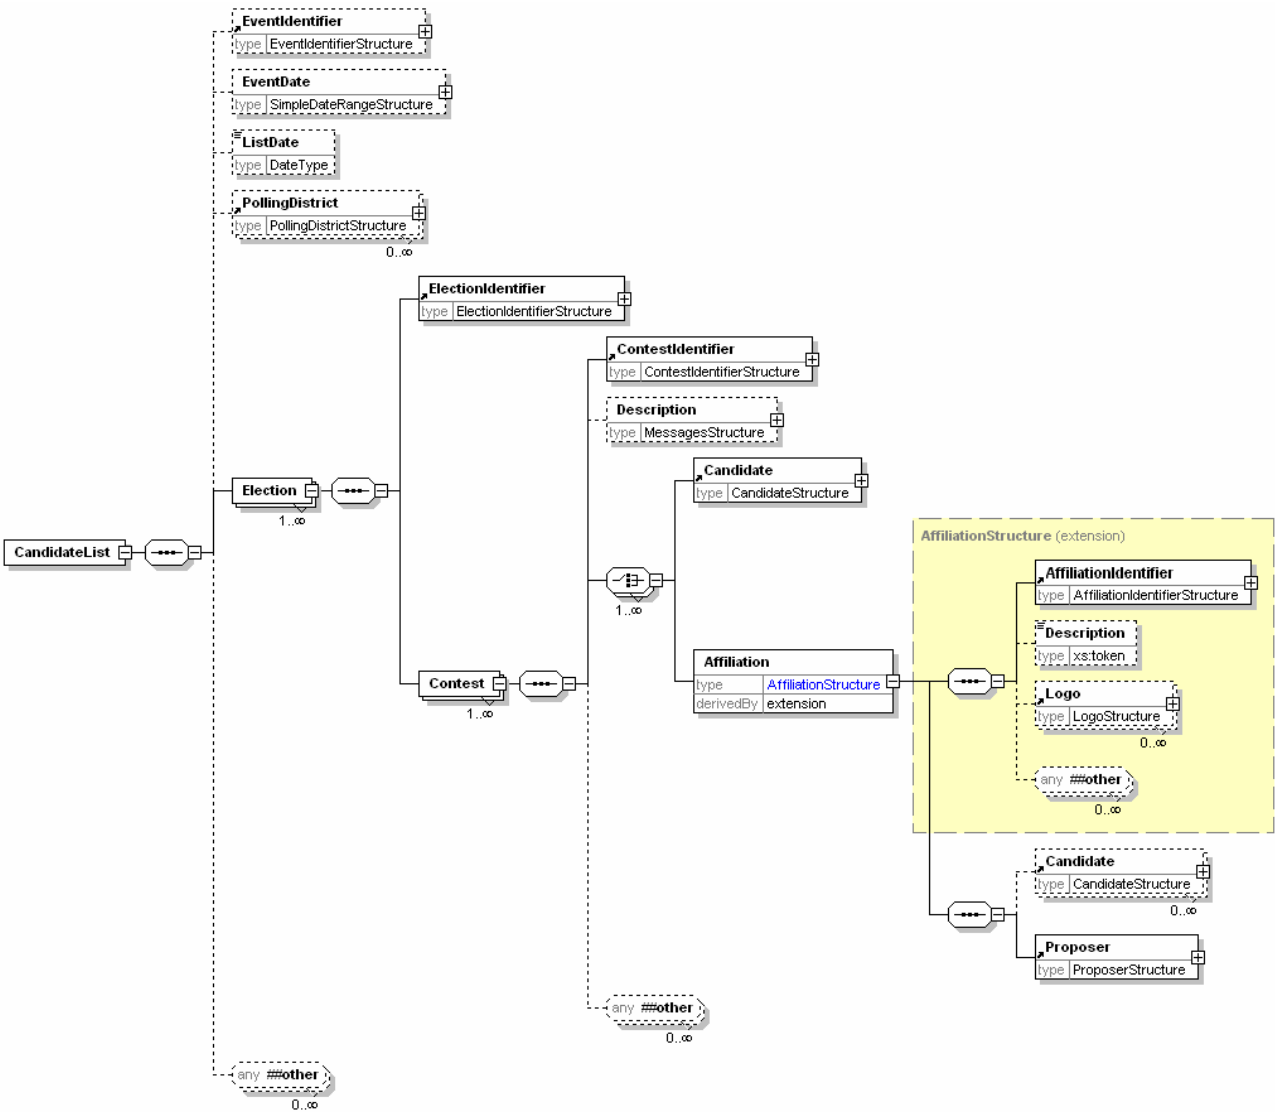 EventIdentifier
type EventIdentifierStructure
EventDate
type SimpleDateRangeStructure
ListDate
type DateType
PollingDistrict
type PollingDistrictStructure
0..∞
ElectionIdentifier
type ElectionIdentifierStructure
ContestIdentifier
type ContestIdentifierStructure
Description
type MessagesStructure
Candidate
type CandidateStructure
Election
1..∞
AffiliationStructure (extension)
CandidateList
AffiliationIdentifier
type AffiliationIdentifierStructure
1..∞
Description
type xs:token
Affiliation
type AffiliationStructure
derivedBy extension
Contest
1..∞
Logo
type LogoStructure
0..∞
any ##other
0..∞
Candidate
type CandidateStructure
0..∞
Proposer
type ProposerStructure
any ##other
0..∞
any ##other
0..∞